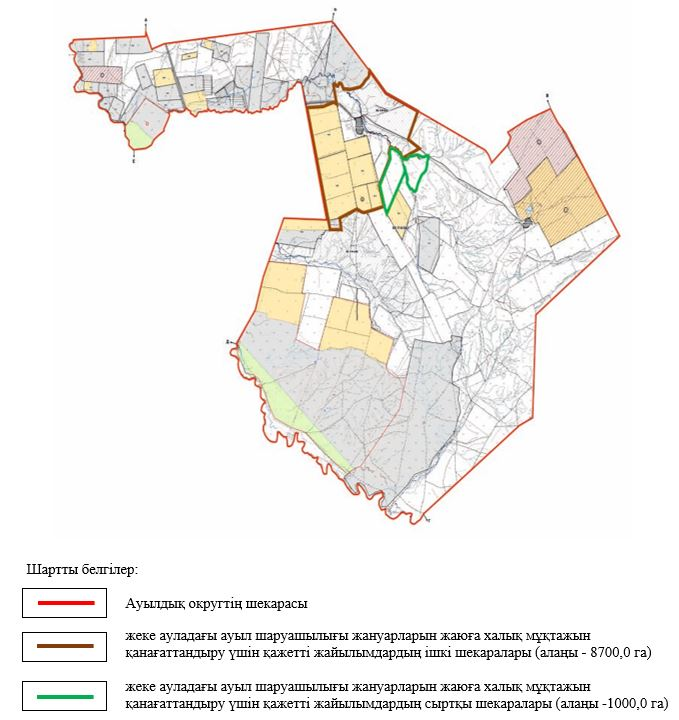 Шартты белгілер:
Ауылдық округтің шекарасы
жеке ауладағы ауыл шаруашылығы жануарларын жаюға халық мұқтажын
қанағаттандыру үшін қажетті жайылымдардың ішкі шекаралары (алаңы - 8700,0 га)
жеке ауладағы ауыл шаруашылығы жануарларын жаюға халық мұқтажын
қанағаттандыру үшін қажетті жайылымдардың сыртқы шекаралары (алаңы -1000,0 га)